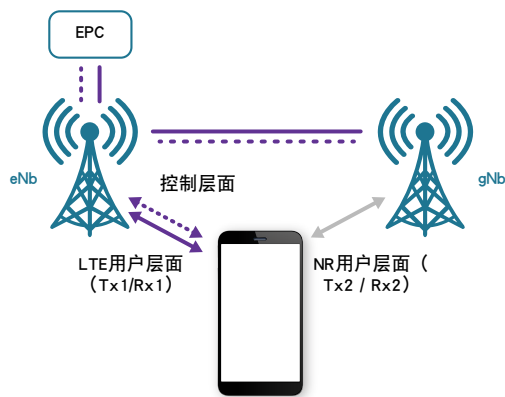 EPC
eNb
gNb
控制层面
LTE用户层面
（Tx1/Rx1）
NR用户层面（
Tx2 / Rx2）